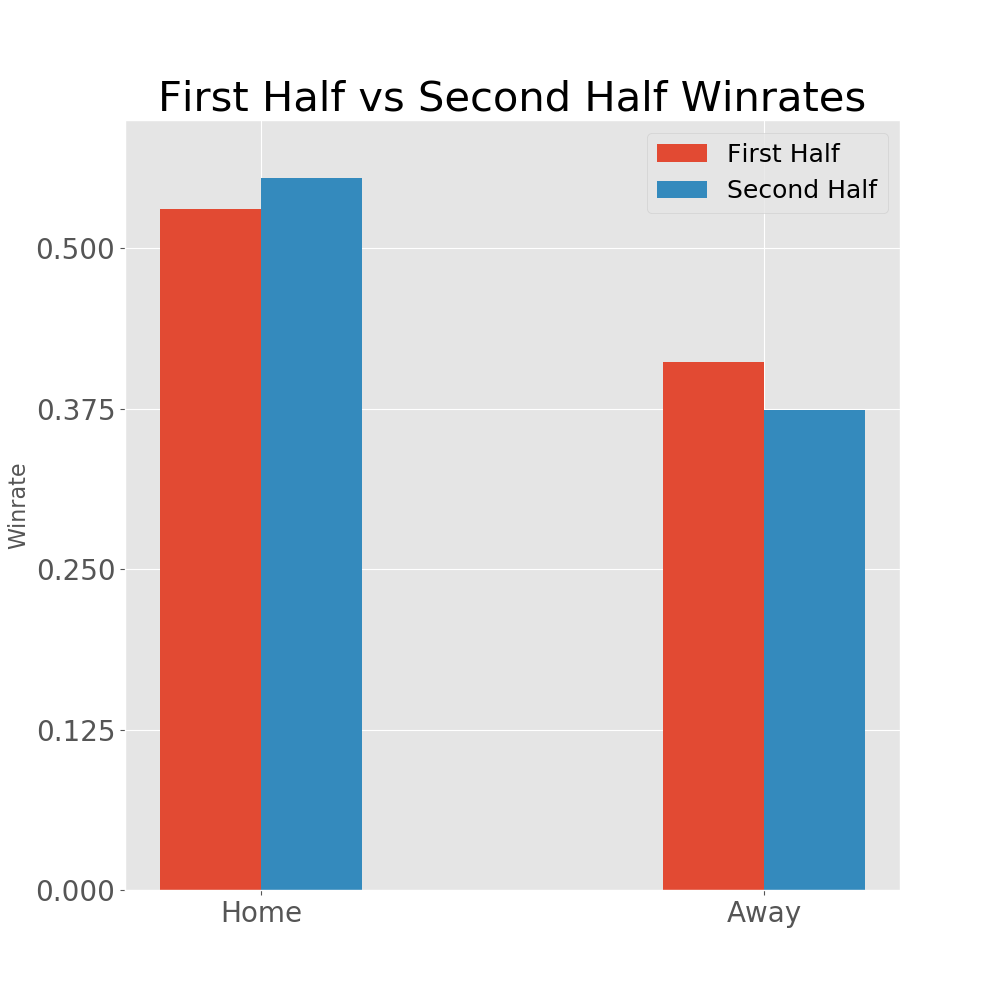 First Half vs Second Half Winrates
First Half
Second Half
0.500
0.375
0.250
0.125
0.000
Winrate
Home
Away